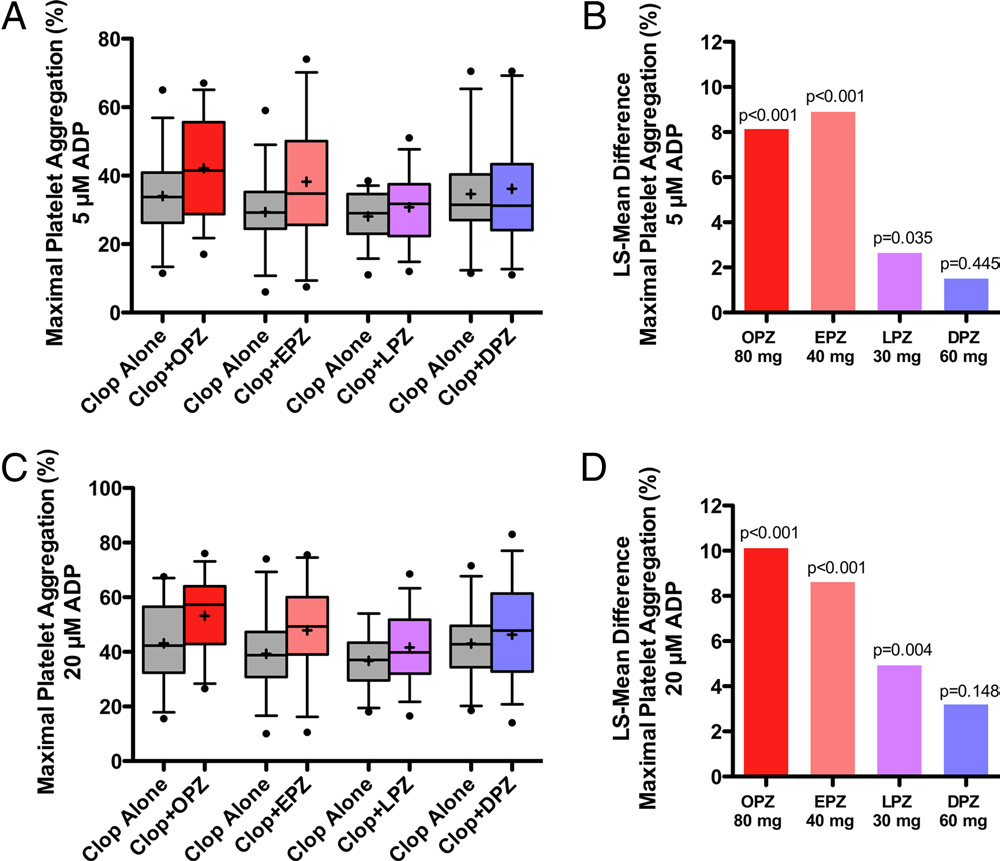 A
Maximal Platelet Aggregation (%)
5 µM ADP
80
60
40
20
0
Clop Alone
Clop+OPZ
Clop Alone
Clop+EPZ
Clop Alone
Clop+LPZ
Clop Alone
Clop+DPZ
B
LS-Mean Difference
Maximal Platelet Aggregation (%)
5 µM ADP
12
10
8
6
4
2
0
p<0.001
p<0.001
p=0.035
p=0.445
OPZ EPZ LPZ DPZ
80 mg 40 mg 30 mg 60 mg
C
Maximal Platelet Aggregation (%)
20 µM ADP
100
80
60
40
20
0
Clop Alone
Clop+OPZ
Clop Alone
Clop+EPZ
Clop Alone
Clop+LPZ
Clop Alone
Clop+DPZ
D
LS-Mean Difference
Maximal Platelet Aggregation (%)
20 µM ADP
12
10
8
6
4
2
0
p<0.001
p<0.001
p=0.004
p=0.148
OPZ EPZ LPZ DPZ
80 mg 40 mg 30 mg 60 mg